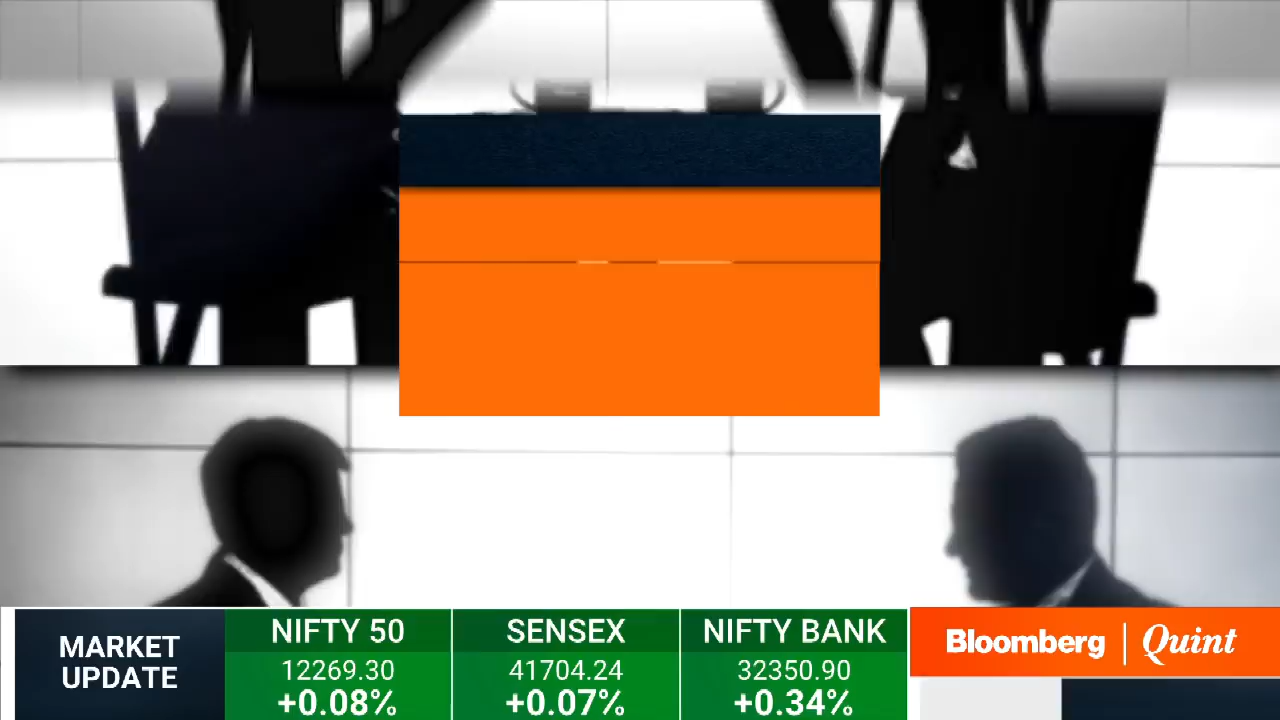 MARKET
UPDATE
NIFTY 50
12269.30
+0.08%
SENSEX
41704.24
+0.07%
NIFTY BANK
32350.90
+0.34%
Bloomberg | Quint